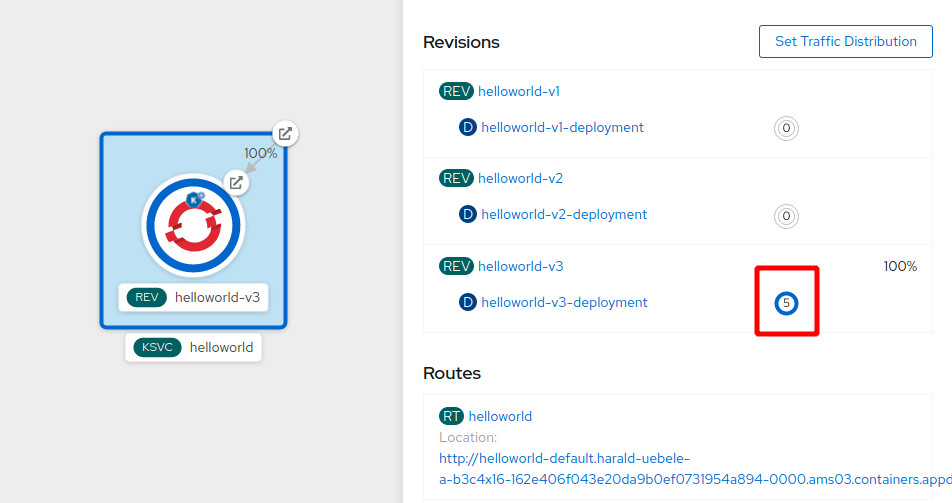 100%
K
REV helloworld-v3
KSVC helloworld
Revisions
Set Traffic Distribution
REV helloworld-v1
D helloworld-v1-deployment 0
REV helloworld-v2
D helloworld-v2-deployment 0
REV helloworld-v3 100%
D helloworld-v3-deployment 5
Routes
RT helloworld
Location:
http://helloworld-default.harald-uebele-
a-b3c4x16-162e406f043e20da9b0ef0731954a894-0000.ams03.containers.appd